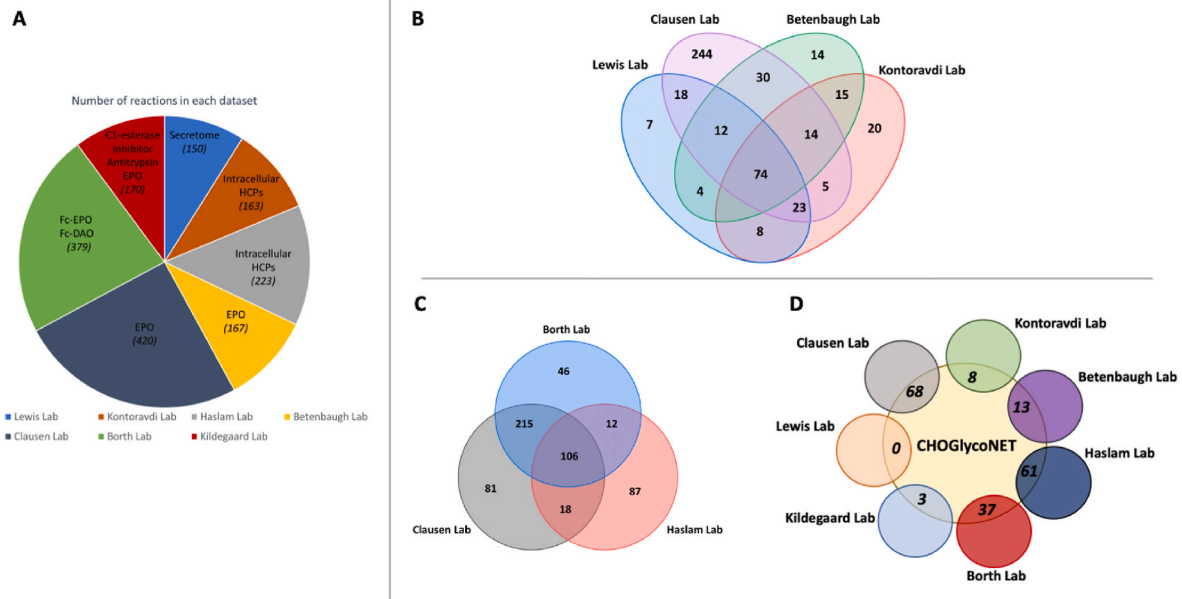 A
Number of reactions in each dataset
C1-esterase
inhibitor
Antitrypsin
EPO
(170)
Secretome
(150)
Intracellular
HCPs
(163)
Intracellular
HCPs
(223)
Fc-EPO
Fc-DAO
(379)
EPO
(167)
EPO
(420)
Lewis Lab
Kontoravdi Lab
Haslam Lab
Betenbaugh Lab
Clausen Lab
Borth Lab
Kildegaard Lab
B
Clausen Lab
Betenbaugh Lab
Lewis Lab
Kontoravdi Lab
244
14
30
18
15
7
12
14
20
74
4
5
23
8
C
Borth Lab
46
215
12
106
81
87
18
Clausen Lab
Haslam Lab
D
Kontoravdi Lab
Clausen Lab
8
Betenbaugh Lab
68
13
Lewis Lab
0
CHOGlycoNET
Haslam Lab
61
3
37
Kildegaard Lab
Borth Lab